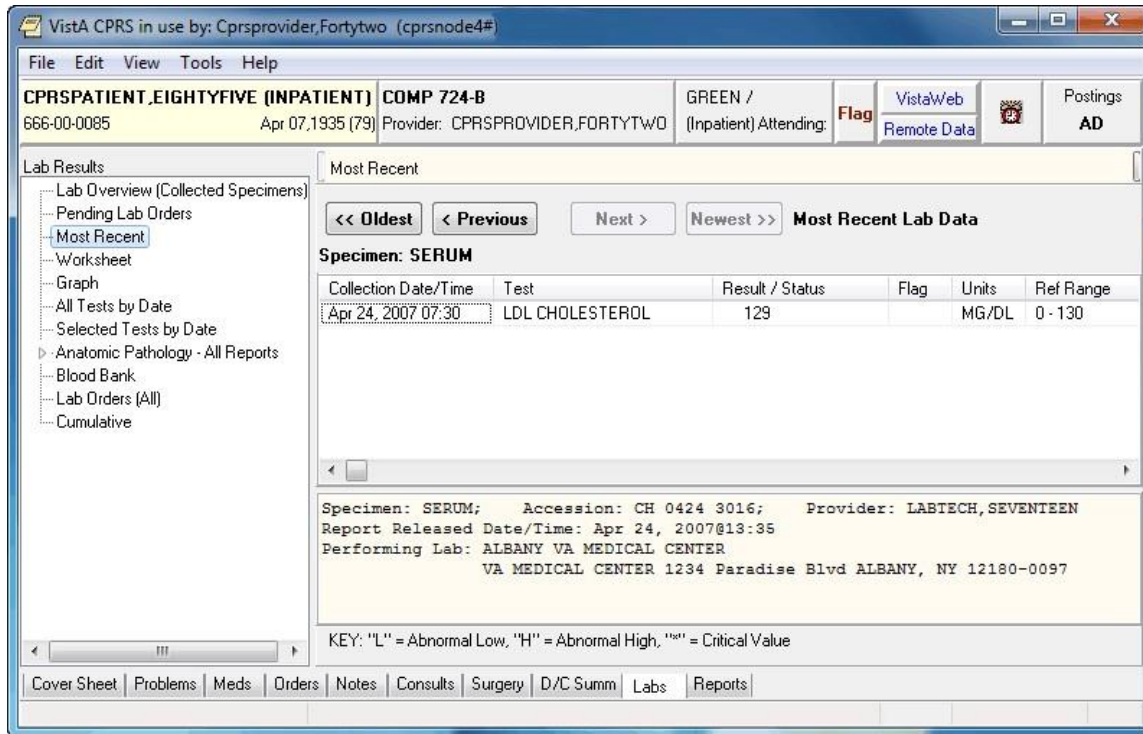 VistA CPRS in use by: Cprsprovider,Fortytwo (cprsnode4#)
File Edit View Tools Help
CPRSPATIENT,EIGHTYFIVE (INPATIENT) COMP 724-B GREEN / Flag VistaWeb Postings
666-00-0085 Apr 07,1935 (79) Provider: CPRSPROVIDER,FORTYTWO (Inpatient) Attending: Remote Data AD
Lab Results
Lab Overview (Collected Specimens)
Pending Lab Orders
Most Recent
Worksheet
Graph
All Tests by Date
Selected Tests by Date
Anatomic Pathology - All Reports
Blood Bank
Lab Orders (All)
Cumulative
Most Recent
<< Oldest < Previous Next > Newest >> Most Recent Lab Data
Specimen: SERUM
Collection Date/Time Test Result / Status Flag Units Ref Range
Apr 24, 2007 07:30 LDL CHOLESTEROL 129 MG/DL 0 - 130
Specimen: SERUM; Accession: CH 0424 3016; Provider: LABTECH,SEVENTEEN
Report Released Date/Time: Apr 24, 2007@13:35
Performing Lab: ALBANY VA MEDICAL CENTER
VA MEDICAL CENTER 1234 Paradise Blvd ALBANY, NY 12180-0097
KEY: "L" = Abnormal Low, "H" = Abnormal High, "*" = Critical Value
Cover Sheet Problems Meds Orders Notes Consults Surgery D/C Summ Labs Reports